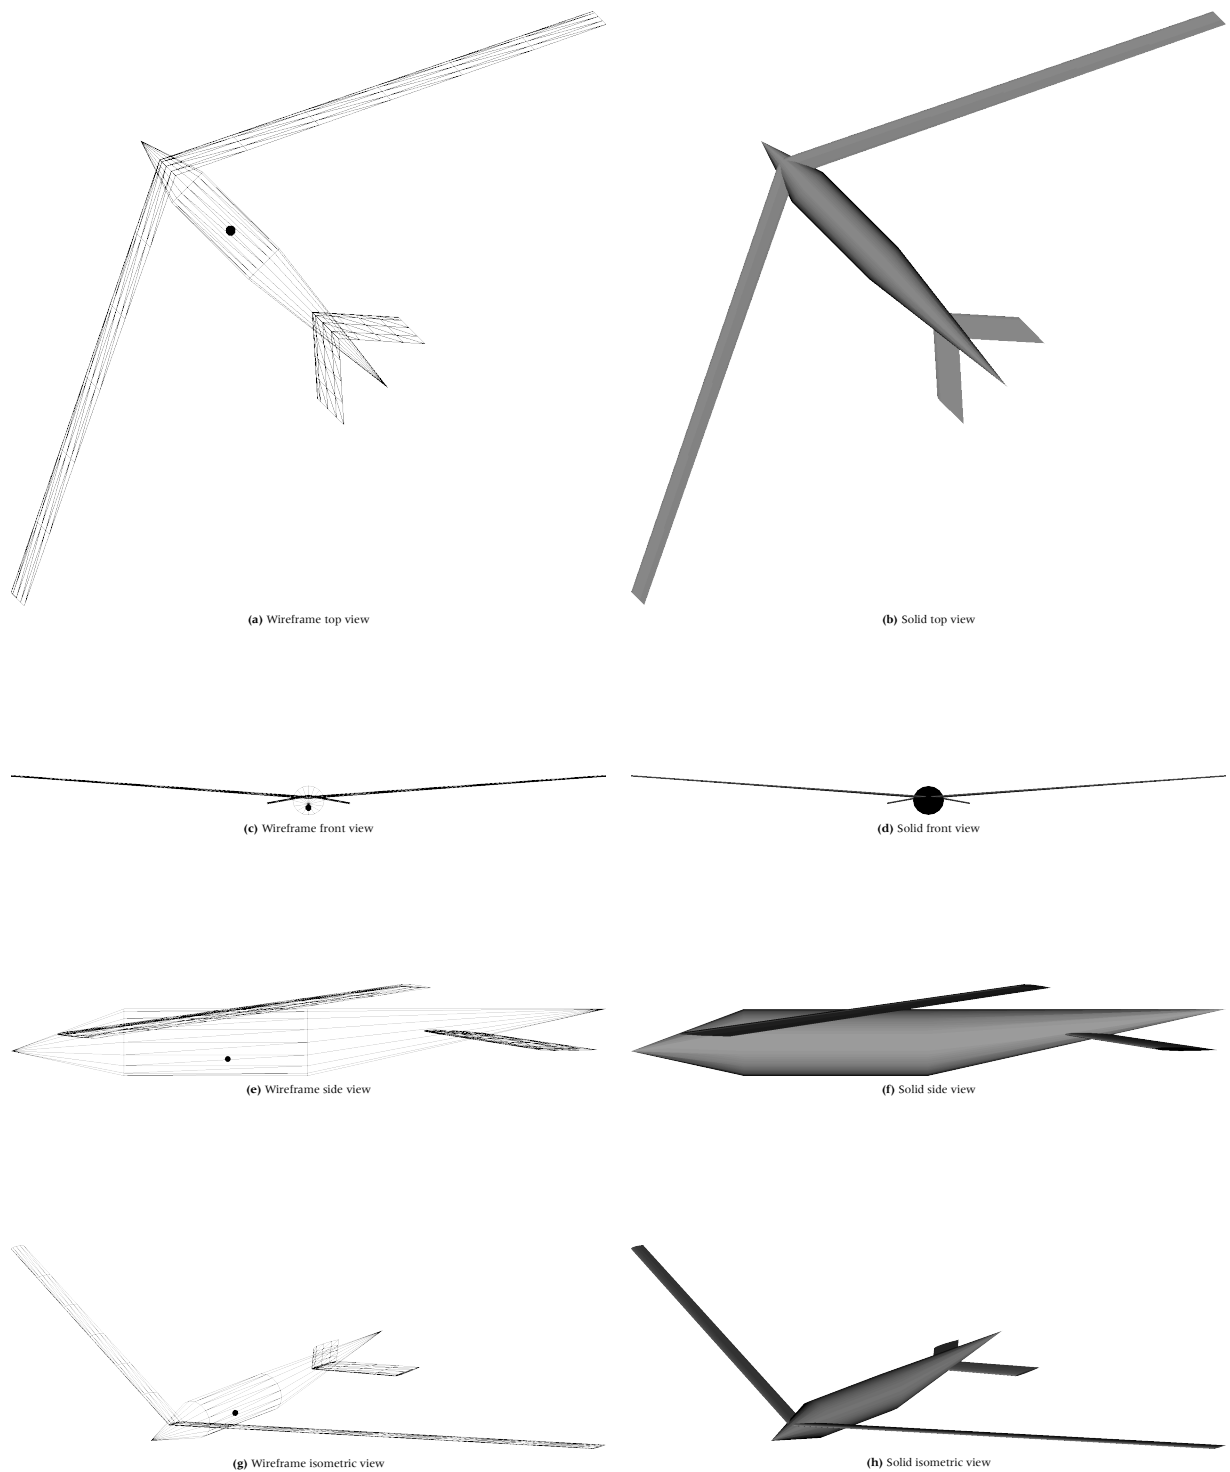 (a) Wireframe top view
(b) Solid top view
(c) Wireframe front view
(d) Solid front view
(e) Wireframe side view
(f) Solid side view
(g) Wireframe isometric view
(h) Solid isometric view